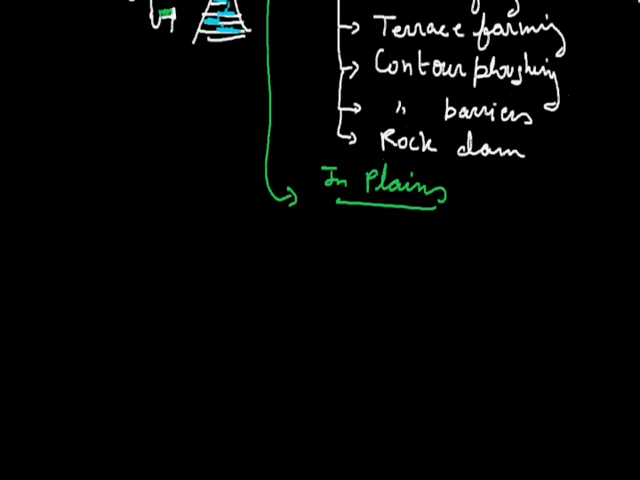 Terrace farming
Contour ploughing
" barriers
Rock dam
In Plains